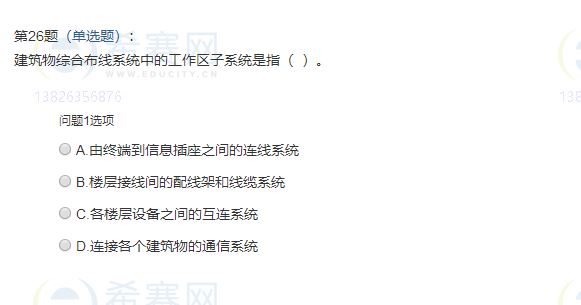 第26题（单选题）：
建筑物综合布线系统中的工作区子系统是指（ ）。
希赛网
WWW.EDUCITY.CN
13826356876
138
问题1选项
A.由终端到信息插座之间的连线系统
B.楼层接线间的配线架和线缆系统
C.各楼层设备之间的互连系统
D.连接各个建筑物的通信系统
希赛网